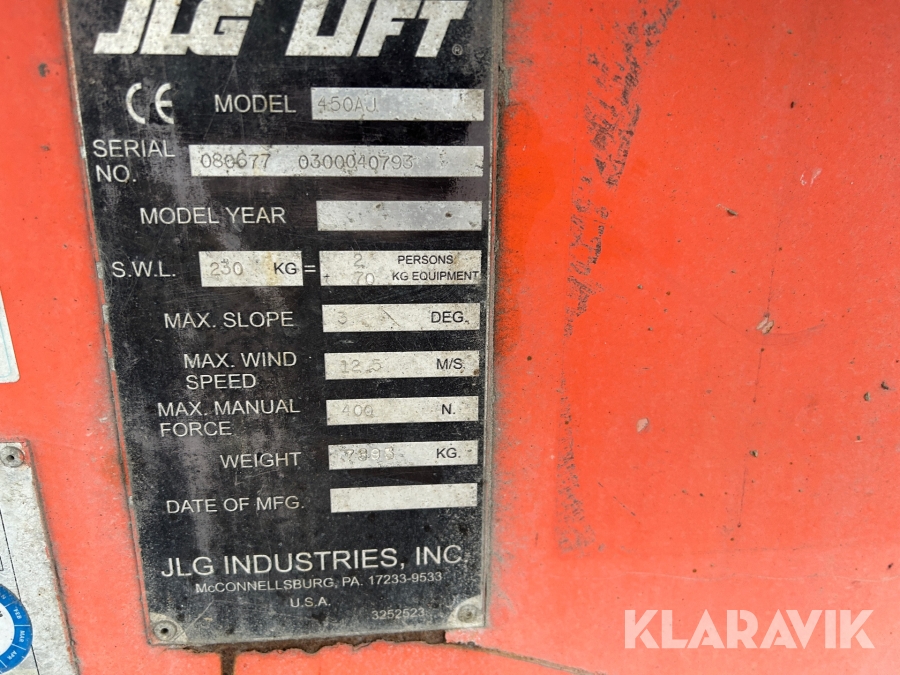 JLG LIFT®
CE MODEL 450AJ
SERIAL NO. 0300040793
MODEL YEAR
S.W.L. 230 KG = 2 PERSONS
+ 70 KG EQUIPMENT
MAX. SLOPE 3 DEG.
MAX. WIND SPEED 12.5 M/S
MAX. MANUAL FORCE 400 N.
WEIGHT KG.
DATE OF MFG.
JLG INDUSTRIES, INC.
McCONNELLSBURG, PA. 17233-9533
U.S.A.
3252523
KLARAVIK